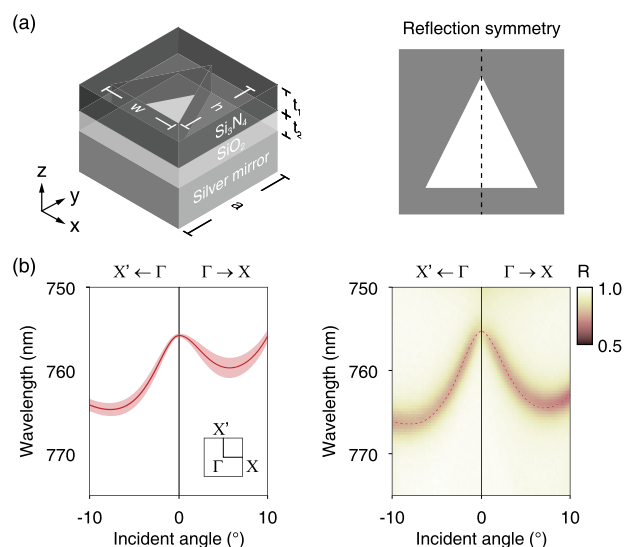 (a)
Reflection symmetry
w
h
t₁
t₂
Si₃N₄
SiO₂
Silver mirror
a
z
y
x
(b)
X' ← Γ Γ → X
750
760
770
Wavelength (nm)
X'
Γ X
-10 0 10
Incident angle (°)
X' ← Γ Γ → X R
750
760
770
Wavelength (nm)
1.0
0.5
-10 0 10
Incident angle (°)